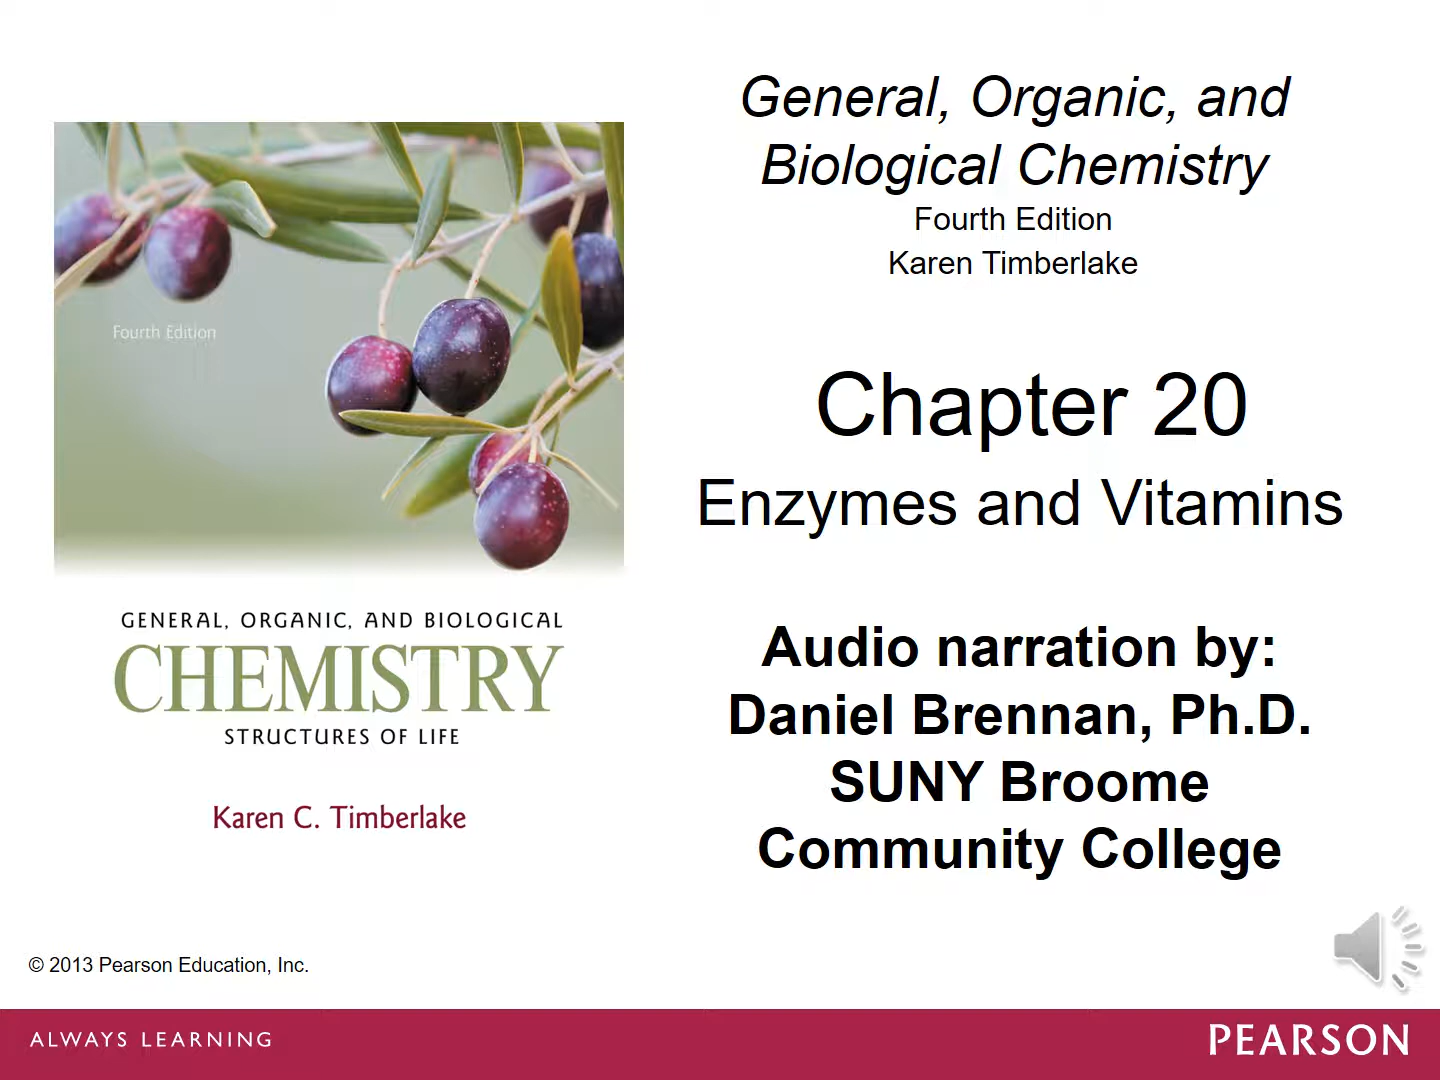 General, Organic, and
Biological Chemistry
Fourth Edition
Karen Timberlake
Chapter 20
Enzymes and Vitamins
Audio narration by:
Daniel Brennan, Ph.D.
SUNY Broome
Community College
Fourth Edition
GENERAL, ORGANIC, AND BIOLOGICAL
CHEMISTRY
STRUCTURES OF LIFE
Karen C. Timberlake
© 2013 Pearson Education, Inc.
ALWAYS LEARNING
PEARSON